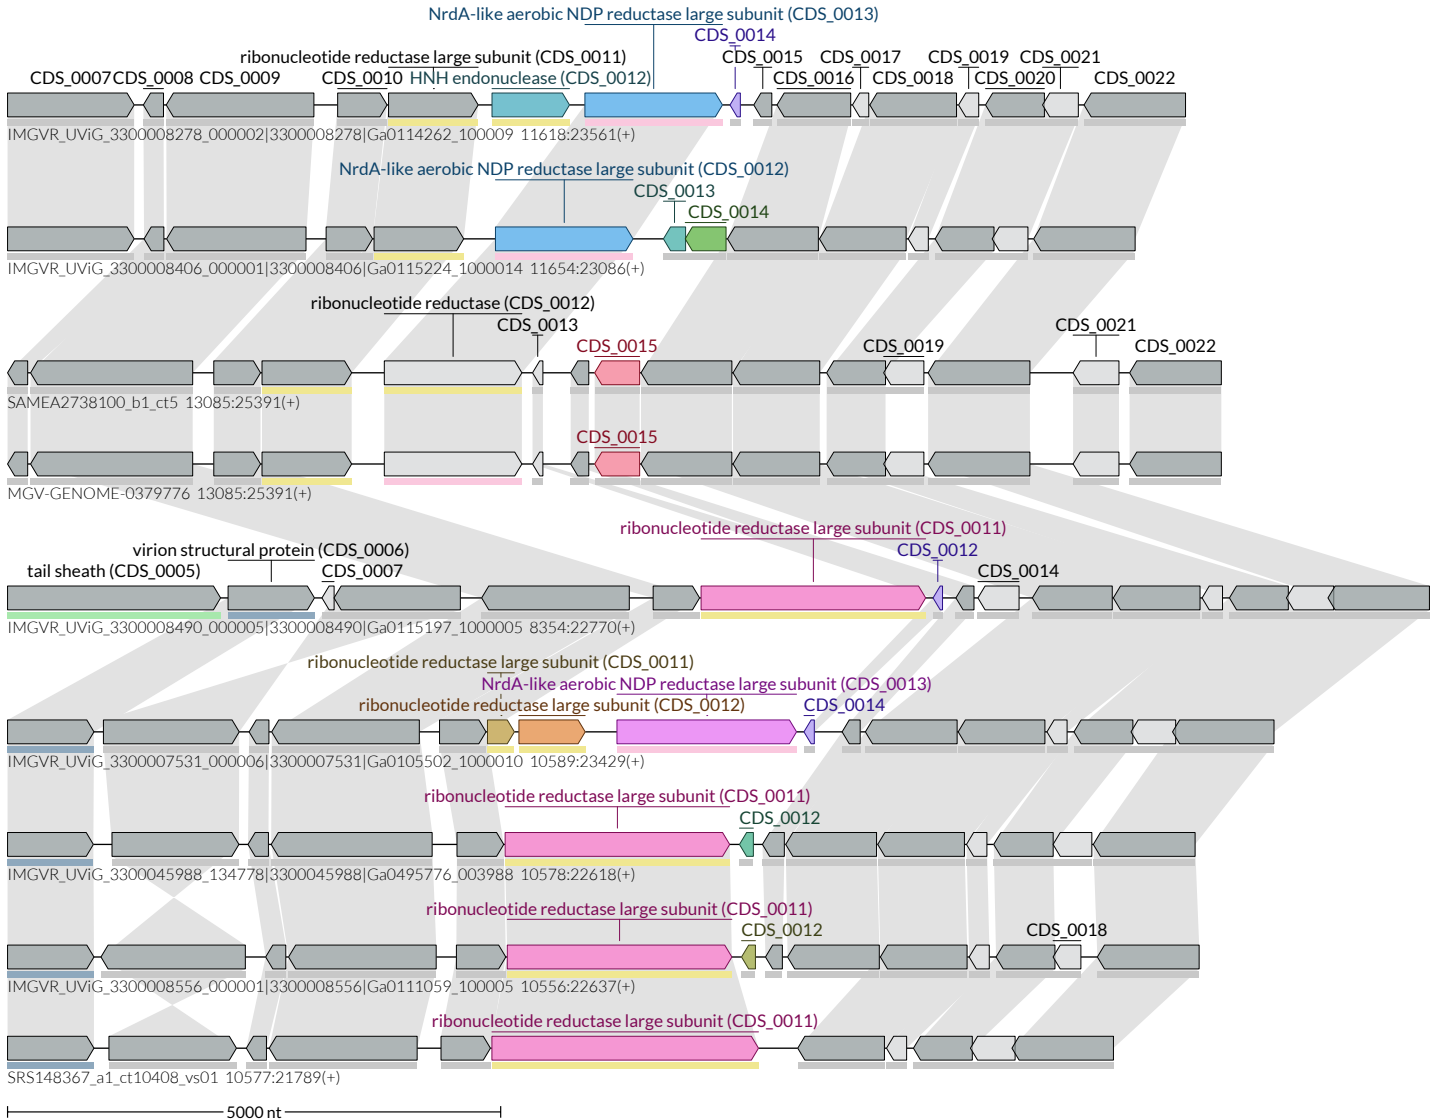 NrdA-like aerobic NDP reductase large subunit (CDS_0013)
CDS_0014
ribonucleotide reductase large subunit (CDS_0011) CDS_0015 CDS_0017 CDS_0019 CDS_0021
CDS_0007 CDS_0008 CDS_0009 CDS_0010 HNH endonuclease (CDS_0012) CDS_0016 CDS_0018 CDS_0020 CDS_0022
IMGVR_UViG_3300008278_000002|3300008278|Ga0114262_100009 11618:23561(+)
NrdA-like aerobic NDP reductase large subunit (CDS_0012)
CDS_0013
CDS_0014
IMGVR_UViG_3300008406_000001|3300008406|Ga0115224_1000014 11654:23086(+)
ribonucleotide reductase (CDS_0012)
CDS_0013 CDS_0021
CDS_0015 CDS_0019 CDS_0022
SAMEA2738100_b1_ct5 13085:25391(+)
CDS_0015
MGV-GENOME-0379776 13085:25391(+)
ribonucleotide reductase large subunit (CDS_0011)
virion structural protein (CDS_0006) CDS_0012
tail sheath (CDS_0005) CDS_0007 CDS_0014
IMGVR_UViG_3300008490_000005|3300008490|Ga0115197_1000005 8354:22770(+)
ribonucleotide reductase large subunit (CDS_0011)
NrdA-like aerobic NDP reductase large subunit (CDS_0013)
ribonucleotide reductase large subunit (CDS_0012) CDS_0014
IMGVR_UViG_3300007531_000006|3300007531|Ga0105502_1000010 10589:23429(+)
ribonucleotide reductase large subunit (CDS_0011)
CDS_0012
IMGVR_UViG_3300045988_134778|3300045988|Ga0495776_003988 10578:22618(+)
ribonucleotide reductase large subunit (CDS_0011)
CDS_0012 CDS_0018
IMGVR_UViG_3300008556_000001|3300008556|Ga0111059_100005 10556:22637(+)
ribonucleotide reductase large subunit (CDS_0011)
SRS148367_a1_ct10408_vs01 10577:21789(+)
5000 nt